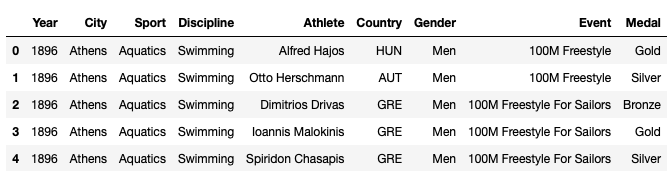 Year City Sport Discipline Athlete Country Gender Event Medal
0 1896 Athens Aquatics Swimming Alfred Hajos HUN Men 100M Freestyle Gold
1 1896 Athens Aquatics Swimming Otto Herschmann AUT Men 100M Freestyle Silver
2 1896 Athens Aquatics Swimming Dimitrios Drivas GRE Men 100M Freestyle For Sailors Bronze
3 1896 Athens Aquatics Swimming Ioannis Malokinis GRE Men 100M Freestyle For Sailors Gold
4 1896 Athens Aquatics Swimming Spiridon Chasapis GRE Men 100M Freestyle For Sailors Silver